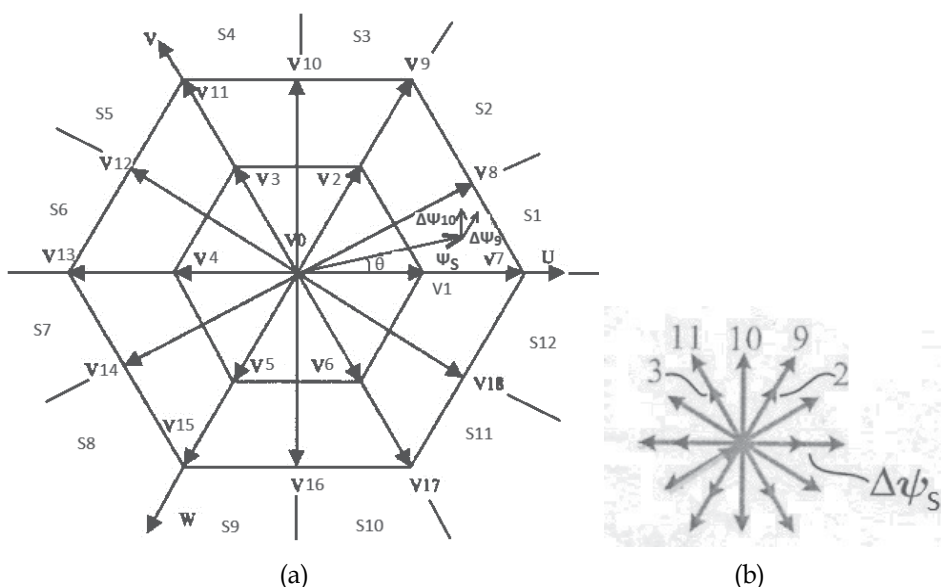 S4 S3
V V10 V9
V11 S2
S5
V12 V8
V3 V2 S1
S6 ΔΨ10
V0 ΔΨ9
V13 V4 θ Ψs V7 U
V1
S7 S12
V14 V5 V6 V18
V15 S11
S8
V16 V17
W S9 S10
(a)
11 10 9
3 2
Δψs
(b)